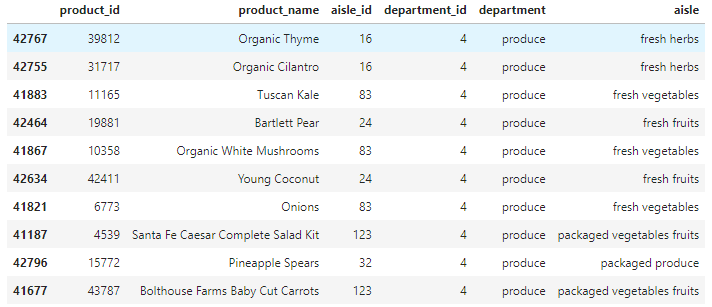 product_id product_name aisle_id department_id department aisle
42767 39812 Organic Thyme 16 4 produce fresh herbs
42755 31717 Organic Cilantro 16 4 produce fresh herbs
41883 11165 Tuscan Kale 83 4 produce fresh vegetables
42464 19881 Bartlett Pear 24 4 produce fresh fruits
41867 10358 Organic White Mushrooms 83 4 produce fresh vegetables
42634 42411 Young Coconut 24 4 produce fresh fruits
41821 6773 Onions 83 4 produce fresh vegetables
41187 4539 Santa Fe Caesar Complete Salad Kit 123 4 produce packaged vegetables fruits
42796 15772 Pineapple Spears 32 4 produce packaged produce
41677 43787 Bolthouse Farms Baby Cut Carrots 123 4 produce packaged vegetables fruits